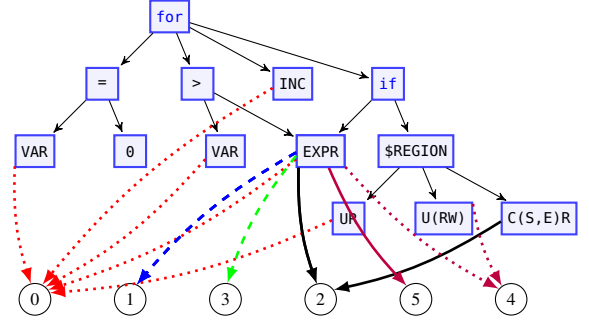 for
= > INC if
VAR 0 VAR EXPR $REGION
UP U(RW) C(S,E)R
0 1 3 2 5 4